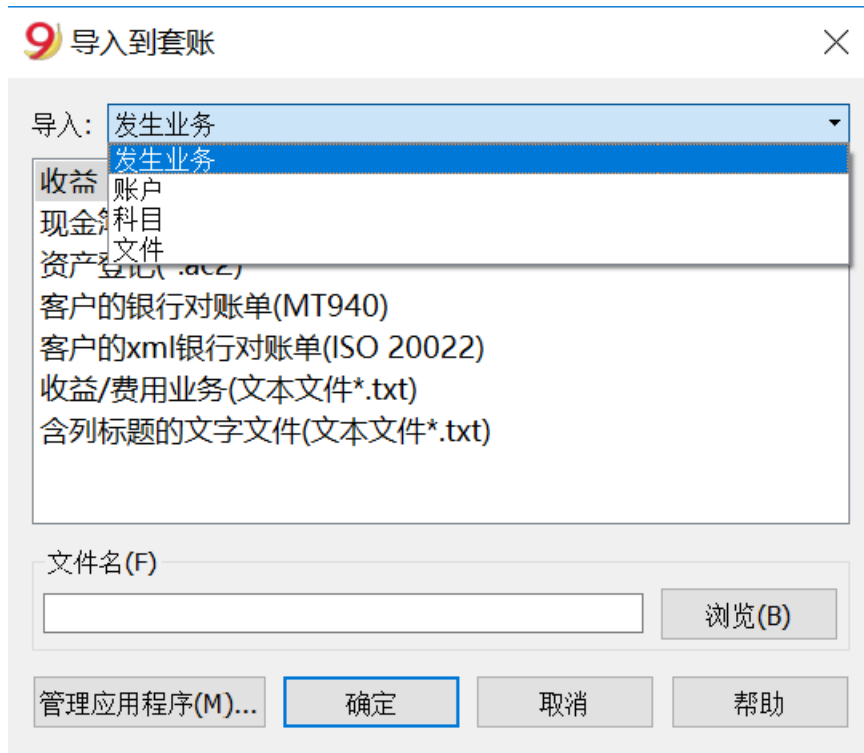 9 导入到套账
导入: 发生业务
发生业务
账户
科目
文件
收益
现金
资产登记(*.ac2)
客户的银行对账单(MT940)
客户的xml银行对账单(ISO 20022)
收益/费用业务(文本文件*.txt)
含列标题的文字文件(文本文件*.txt)
文件名(F)
浏览(B)
管理应用程序(M)... 确定 取消 帮助